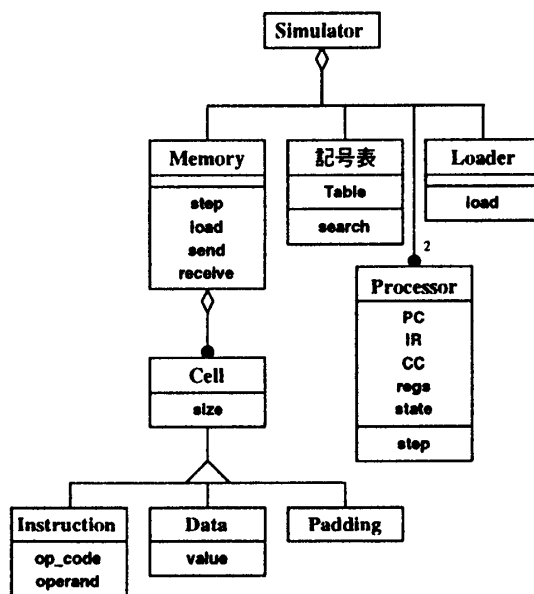 Simulator
Memory
step
load
send
receive
記号表
Table
search
Loader
load
2
Processor
PC
IR
CC
regs
state
step
Cell
size
Instruction
op_code
operand
Data
value
Padding